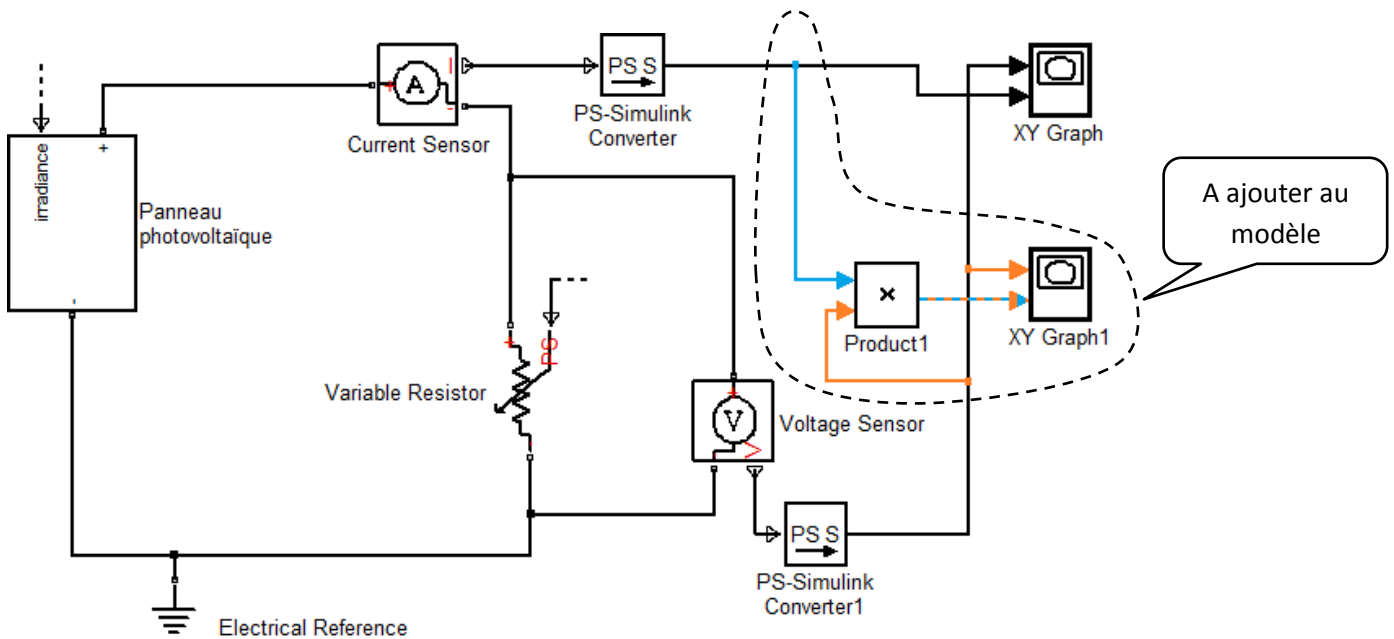 irradiance
+
-
Panneau
photovoltaïque
+
A
I
-
Current Sensor
PS S
PS-Simulink
Converter
XY Graph
A ajouter au
modèle
×
Product1
XY Graph1
+
PS
Variable Resistor
+
V
V
-
Voltage Sensor
PS S
PS-Simulink
Converter1
Electrical Reference